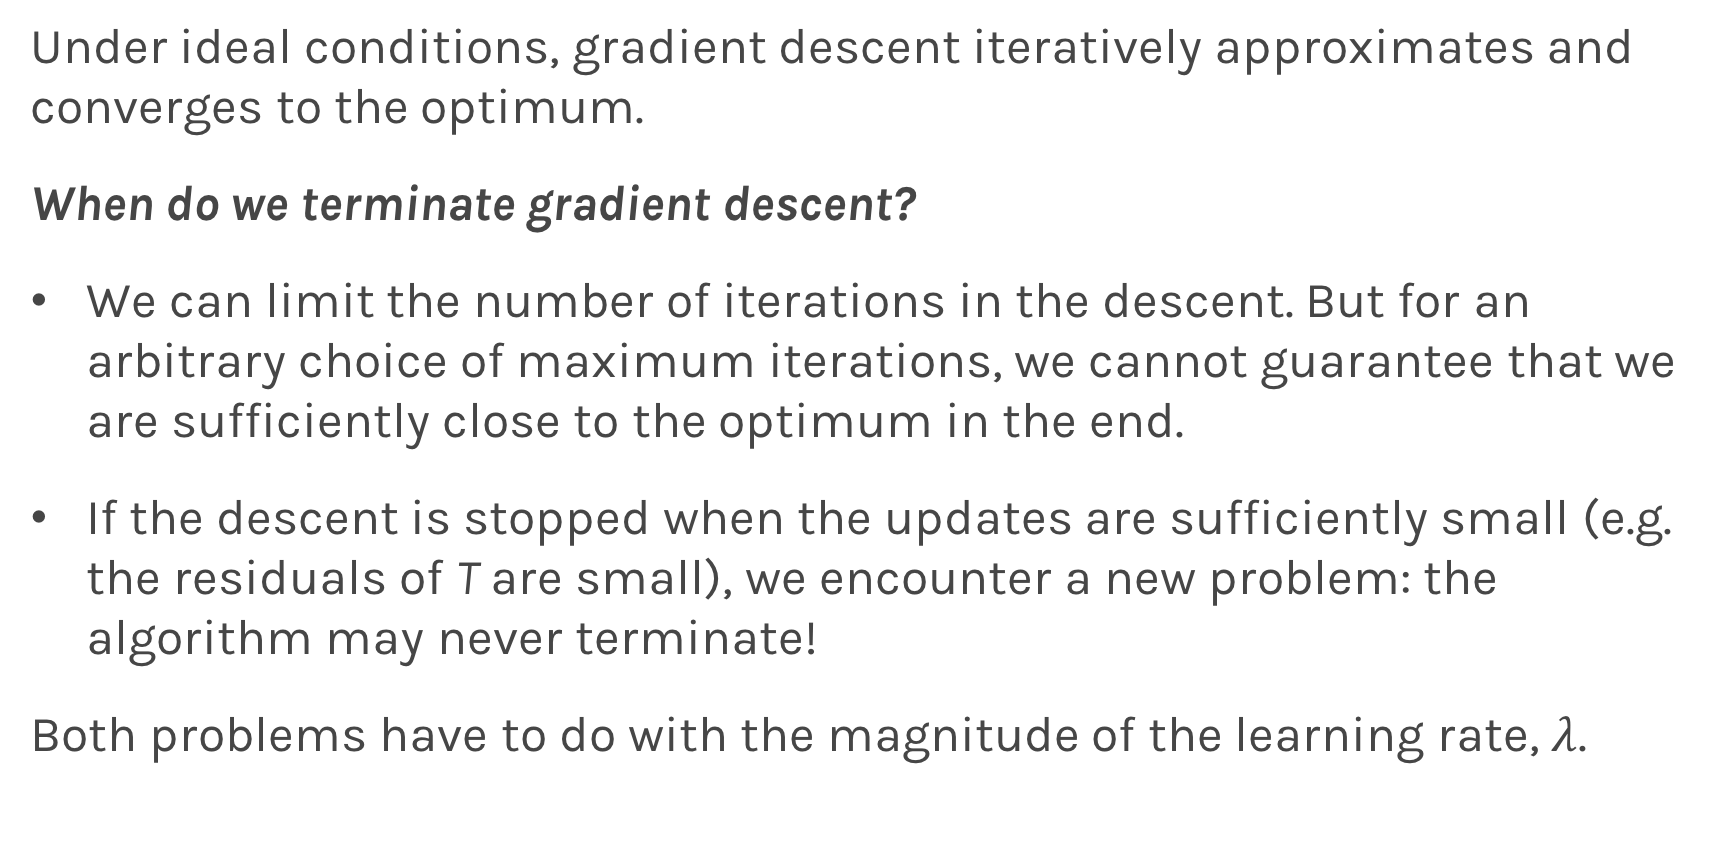 Under ideal conditions, gradient descent iteratively approximates and
converges to the optimum.
When do we terminate gradient descent?
• We can limit the number of iterations in the descent. But for an
arbitrary choice of maximum iterations, we cannot guarantee that we
are sufficiently close to the optimum in the end.
• If the descent is stopped when the updates are sufficiently small (e.g.
the residuals of T are small), we encounter a new problem: the
algorithm may never terminate!
Both problems have to do with the magnitude of the learning rate, λ.